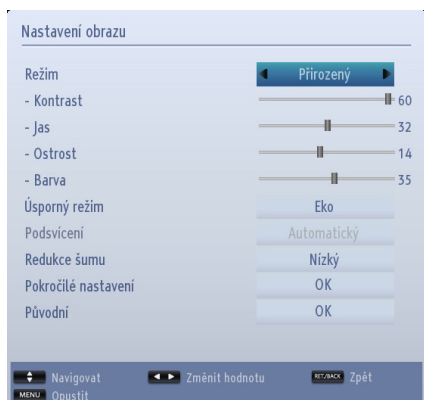 Nastavení obrazu
Režim Přirozený
- Kontrast 60
- Jas 32
- Ostrost 14
- Barva 35
Úsporný režim Eko
Podsvícení Automatický
Redukce šumu Nízký
Pokročilé nastavení OK
Původní OK
Navigovat Změnit hodnotu RET./BACK Zpět
MENU Opustit